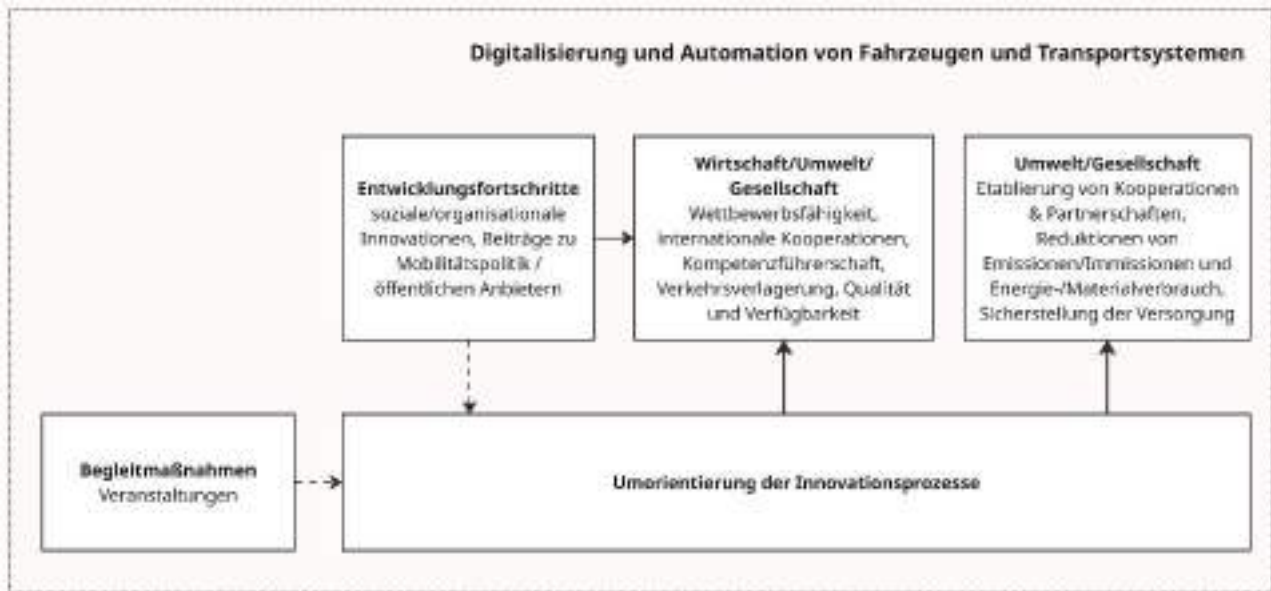 Digitalisierung und Automation von Fahrzeugen und Transportsystemen
Entwicklungsfortschritte
soziale/organisationale
Innovationen, Beiträge zu
Mobilitätspolitik /
öffentlichen Anbietern
Wirtschaft/Umwelt/
Gesellschaft
Wettbewerbsfähigkeit,
internationale Kooperationen,
Kompetenzführerschaft,
Verkehrsverlagerung, Qualität
und Verfügbarkeit
Umwelt/Gesellschaft
Etablierung von Kooperationen
& Partnerschaften,
Reduktionen von
Emissionen/Immissionen und
Energie-/Materialverbrauch,
Sicherstellung der Versorgung
Begleitmaßnahmen
Veranstaltungen
Umorientierung der Innovationsprozesse